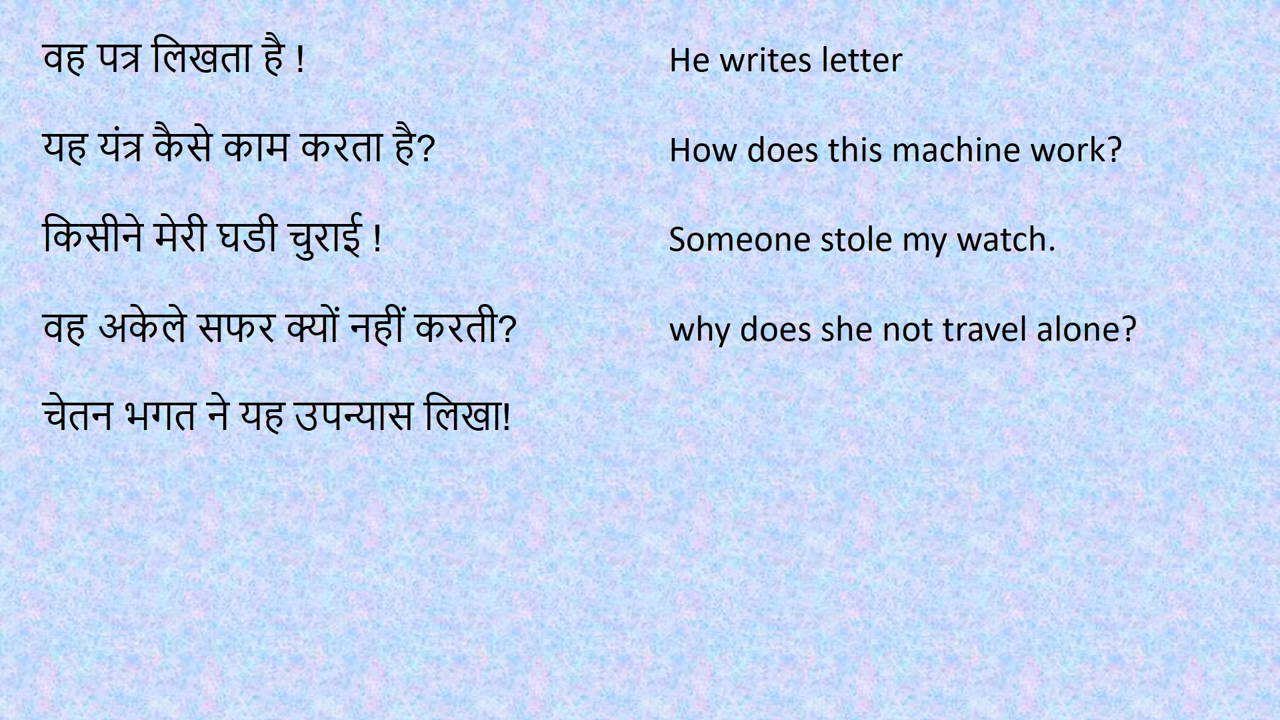 वह पत्र लिखता है !
He writes letter
यह यंत्र कैसे काम करता है?
How does this machine work?
किसीने मेरी घडी चुराई !
Someone stole my watch.
वह अकेले सफर क्यों नहीं करती?
why does she not travel alone?
चेतन भगत ने यह उपन्यास लिखा!